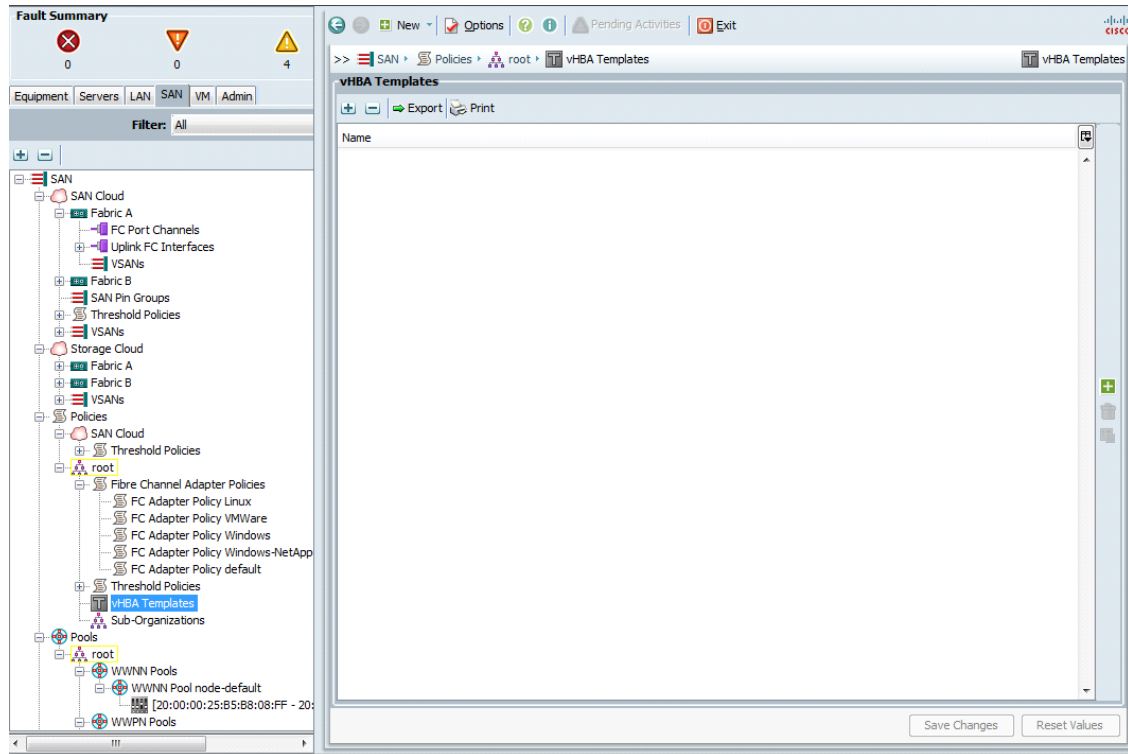 Fault Summary
0 0 4
Equipment Servers LAN SAN VM Admin
Filter: All
SAN
SAN Cloud
Fabric A
FC Port Channels
Uplink FC Interfaces
VSANs
Fabric B
SAN Pin Groups
Threshold Policies
VSANs
Storage Cloud
Fabric A
Fabric B
VSANs
Policies
SAN Cloud
Threshold Policies
root
Fibre Channel Adapter Policies
FC Adapter Policy Linux
FC Adapter Policy VMWare
FC Adapter Policy Windows
FC Adapter Policy Windows-NetApp
FC Adapter Policy default
Threshold Policies
vHBA Templates
Sub-Organizations
Pools
root
WWNN Pools
WWNN Pool node-default
[20:00:00:25:B5:B8:08:FF - 20:
WWPN Pools
New Options Pending Activities Exit
cisco
>> SAN Policies root vHBA Templates vHBA Templates
vHBA Templates
Export Print
Name
Save Changes Reset Values